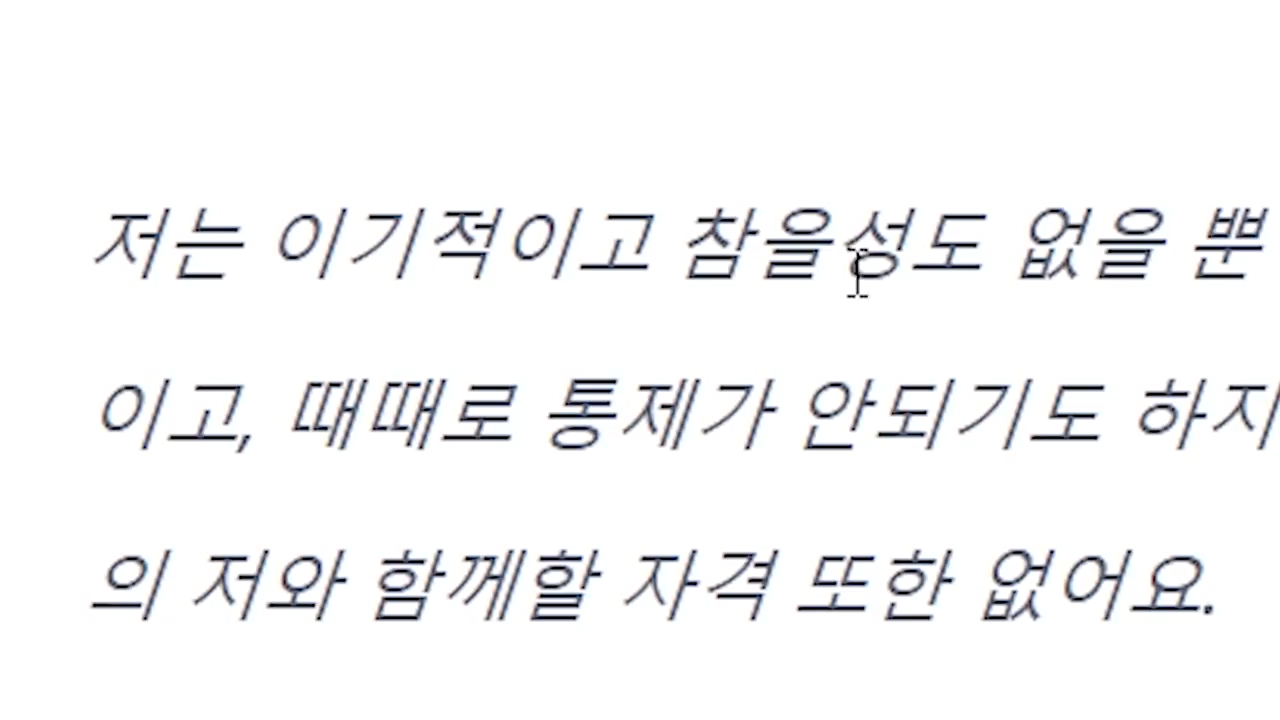 저는 이기적이고 참을성도 없을 뿐
이고, 때때로 통제가 안되기도 하지
의 저와 함께할 자격 또한 없어요.